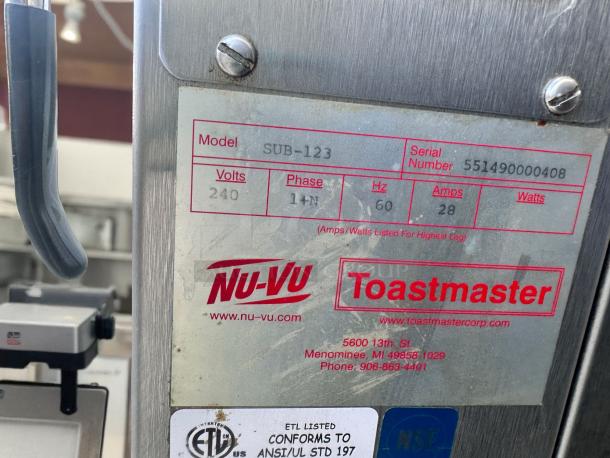 Model SUB-123 Serial Number 551490000408
Volts Phase Hz Amps Watts
240 1+N 60 28
(Amps/Watts Listed For Highest Leg)
NU-VU Toastmaster
www.nu-vu.com www.toastmastercorp.com
5600 13th St
Menominee, MI 49858-1029
Phone: 906-863-4401
ETL LISTED
CONFORMS TO
ANSI/UL STD 197
ETL US
NSF